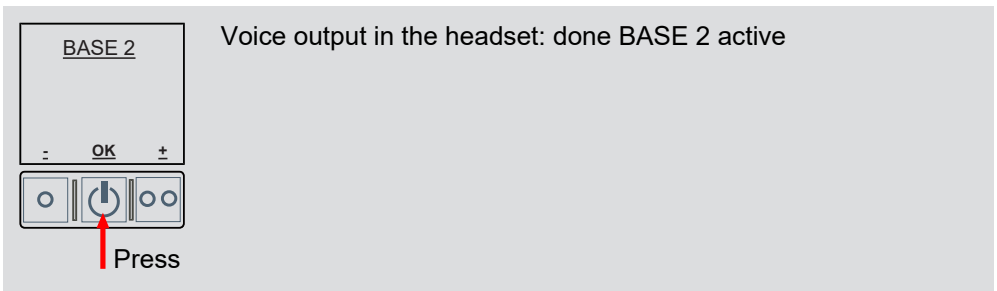 BASE 2
Voice output in the headset: done BASE 2 active
- OK +
Press